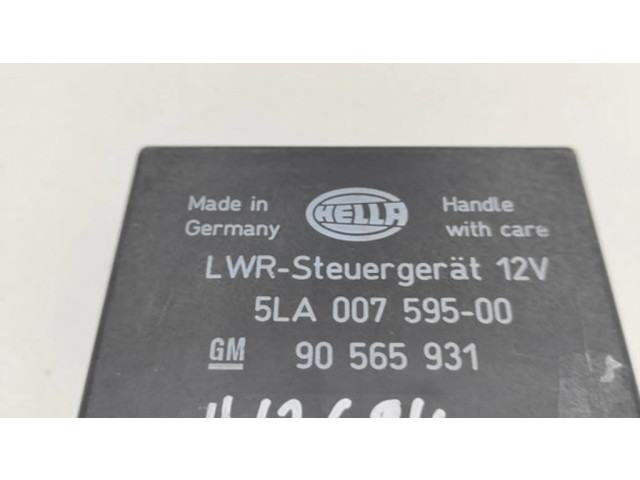 Made in HELLA Handle
Germany with care
LWR-Steuergerät 12V
5LA 007 595-00
GM 90 565 931